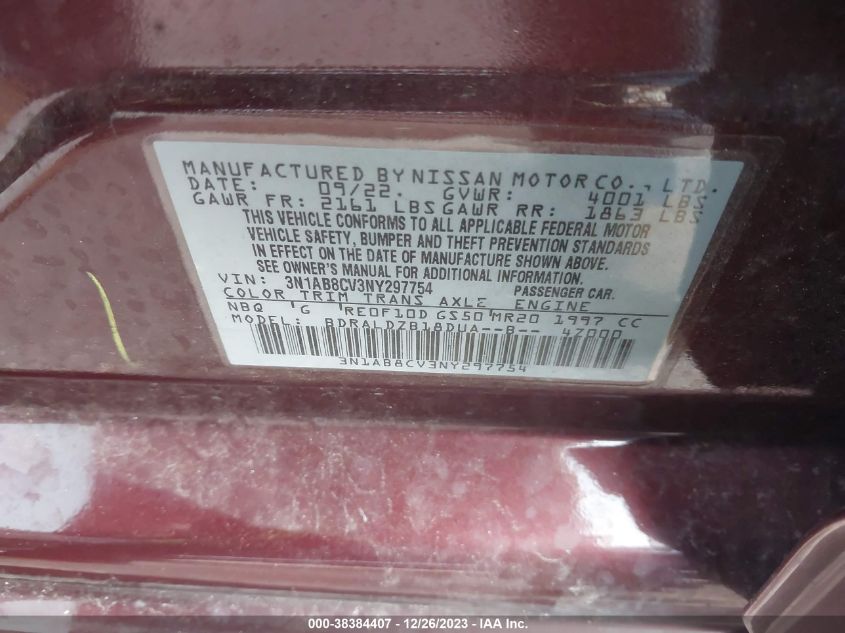 MANUFACTURED BY NISSAN MOTOR CO., LTD.
DATE: 09/22. GVWR: 4001 LBS
GAWR FR: 2161 LBS GAWR RR: 1863 LBS
THIS VEHICLE CONFORMS TO ALL APPLICABLE FEDERAL MOTOR
VEHICLE SAFETY, BUMPER AND THEFT PREVENTION STANDARDS
IN EFFECT ON THE DATE OF MANUFACTURE SHOWN ABOVE.
SEE OWNER'S MANUAL FOR ADDITIONAL INFORMATION.
VIN: 3N1AB8CV3NY297754 PASSENGER CAR.
COLOR TRIM TRANS AXLE ENGINE
NBQ 'G 'RE0F10D GS50 'MR20 1997 CC
MODEL: BDRALDZB18DUA--B-- 47000
3N1AB8CV3NY297754
000-38384407 - 12/26/2023 - © IAA Inc.